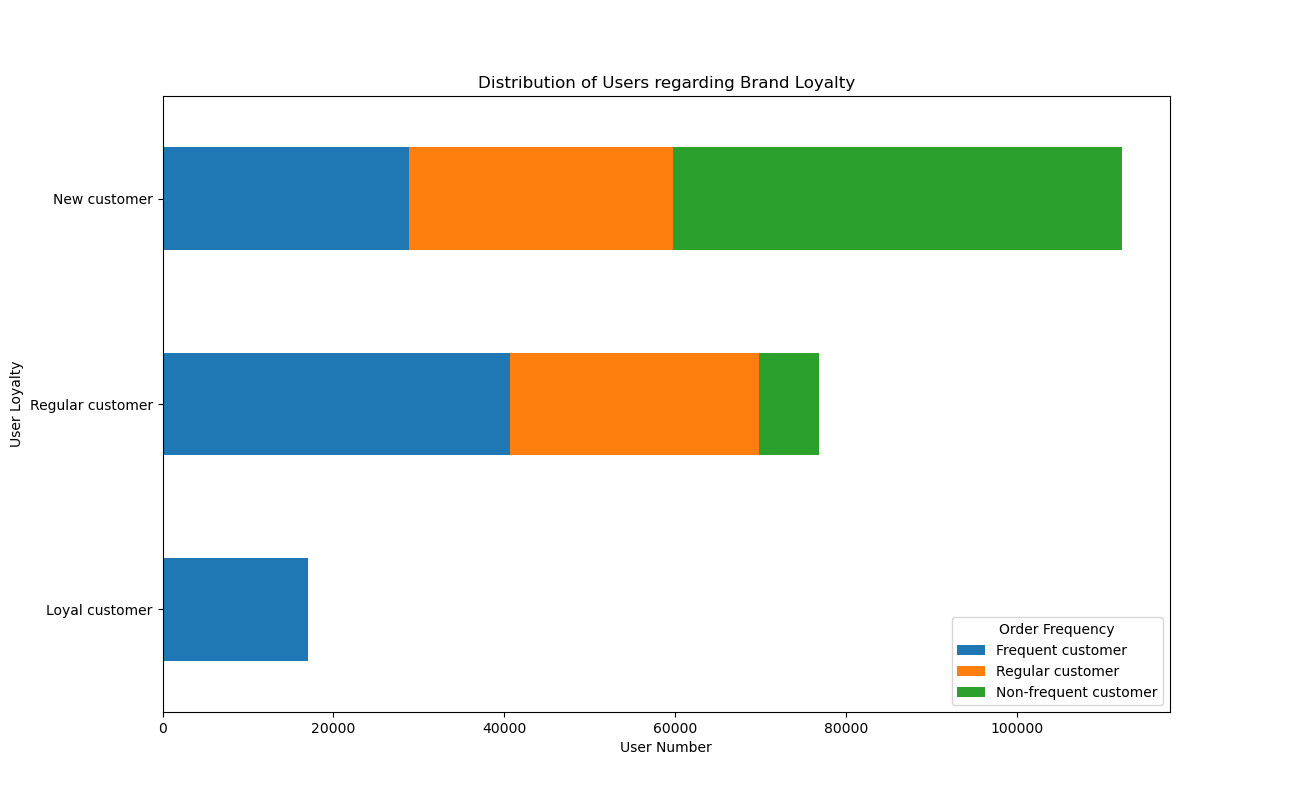 Distribution of Users regarding Brand Loyalty
User Loyalty
New customer
Regular customer
Loyal customer
Order Frequency
Frequent customer
Regular customer
Non-frequent customer
0 20000 40000 60000 80000 100000
User Number